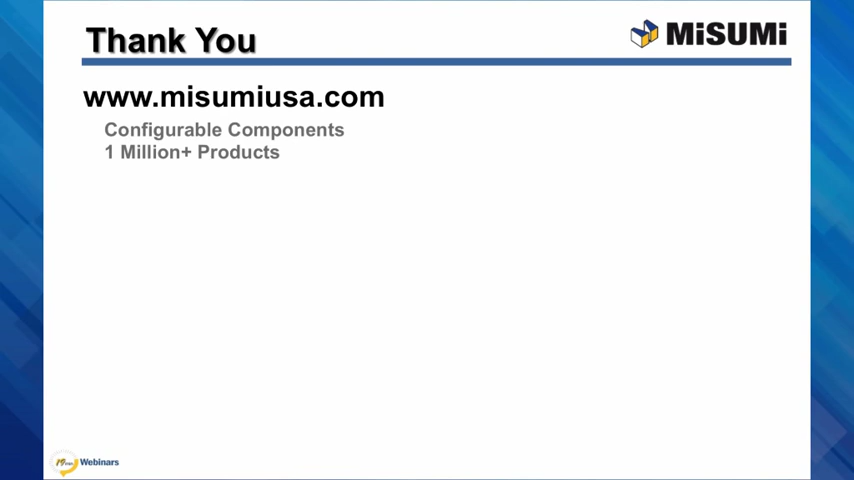 Thank You
MiSUMi
www.misumiusa.com
Configurable Components
1 Million+ Products
Webinars